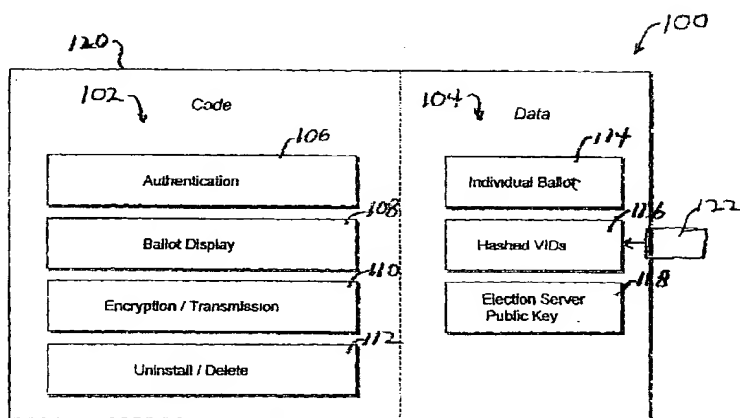 100
120
102
Code
104
Data
106
114
Authentication
Individual Ballot
108
116
122
Ballot Display
Hashed VIDs
110
118
Encryption / Transmission
Election Server
Public Key
112
Uninstall / Delete